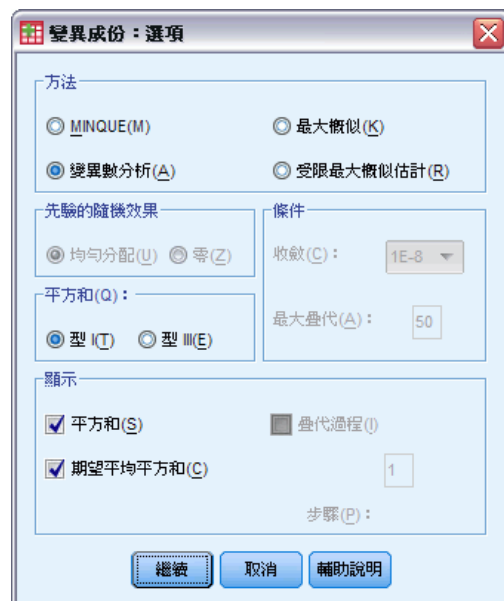 變異成份：選項
方法
MINQUE(M)
最大概似(K)
變異數分析(A)
受限最大概似估計(R)
先驗的隨機效果
均勻分配(U)
零(Z)
條件
收斂(C)：
1E-8
最大疊代(A)：
50
平方和(Q)：
型 I(T)
型 III(E)
顯示
平方和(S)
疊代過程(I)
期望平均平方和(C)
1
步驟(P)：
繼續
取消
輔助說明